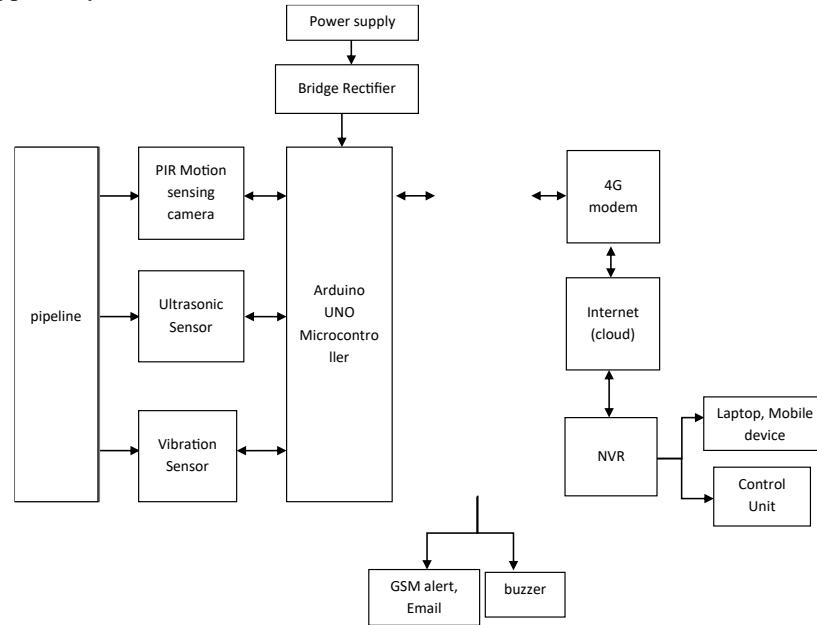 Power supply
Bridge Rectifier
pipeline
PIR Motion
sensing
camera
Ultrasonic
Sensor
Vibration
Sensor
Arduino
UNO
Microcontro
ller
4G
modem
Internet
(cloud)
NVR
Laptop, Mobile
device
Control
Unit
GSM alert,
Email
buzzer